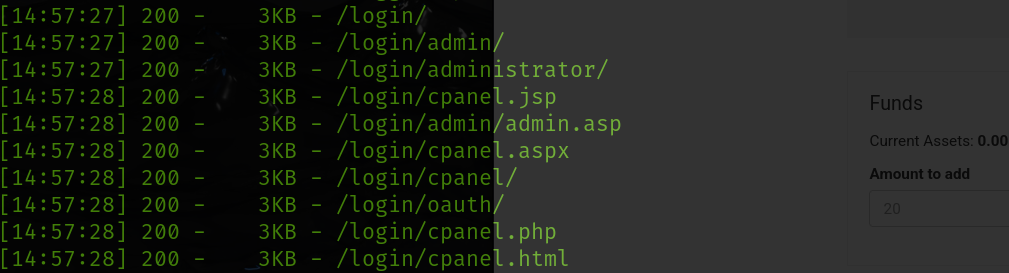 [14:57:27] 200 -    3KB - /login/
[14:57:27] 200 -    3KB - /login/admin/
[14:57:27] 200 -    3KB - /login/administrator/
[14:57:28] 200 -    3KB - /login/cpanel.jsp
[14:57:28] 200 -    3KB - /login/admin/admin.asp
[14:57:28] 200 -    3KB - /login/cpanel.aspx
[14:57:28] 200 -    3KB - /login/cpanel/
[14:57:28] 200 -    3KB - /login/oauth/
[14:57:28] 200 -    3KB - /login/cpanel.php
[14:57:28] 200 -    3KB - /login/cpanel.html
Funds
Current Assets: 0.00
Amount to add
20